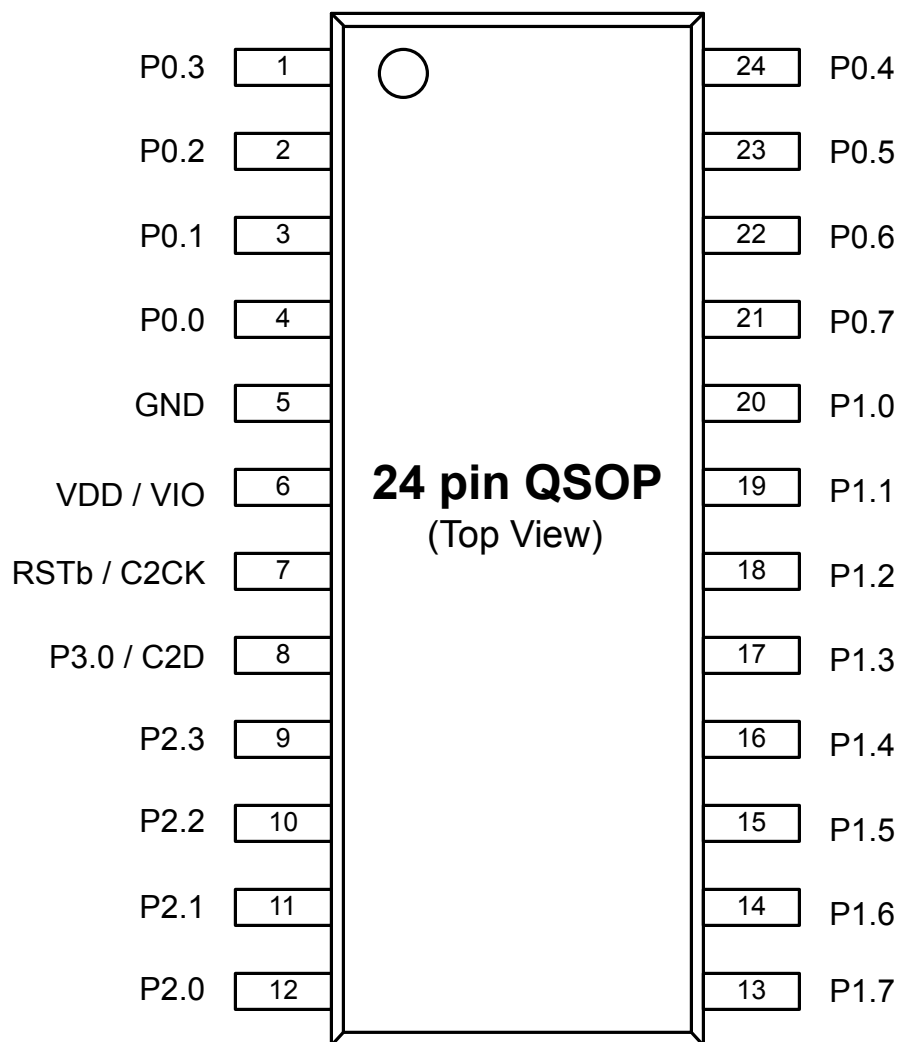 P0.3 1 24 P0.4
P0.2 2 23 P0.5
P0.1 3 22 P0.6
P0.0 4 21 P0.7
GND 5 20 P1.0
VDD / VIO 6 24 pin QSOP 19 P1.1
(Top View)
RSTb / C2CK 7 18 P1.2
P3.0 / C2D 8 17 P1.3
P2.3 9 16 P1.4
P2.2 10 15 P1.5
P2.1 11 14 P1.6
P2.0 12 13 P1.7